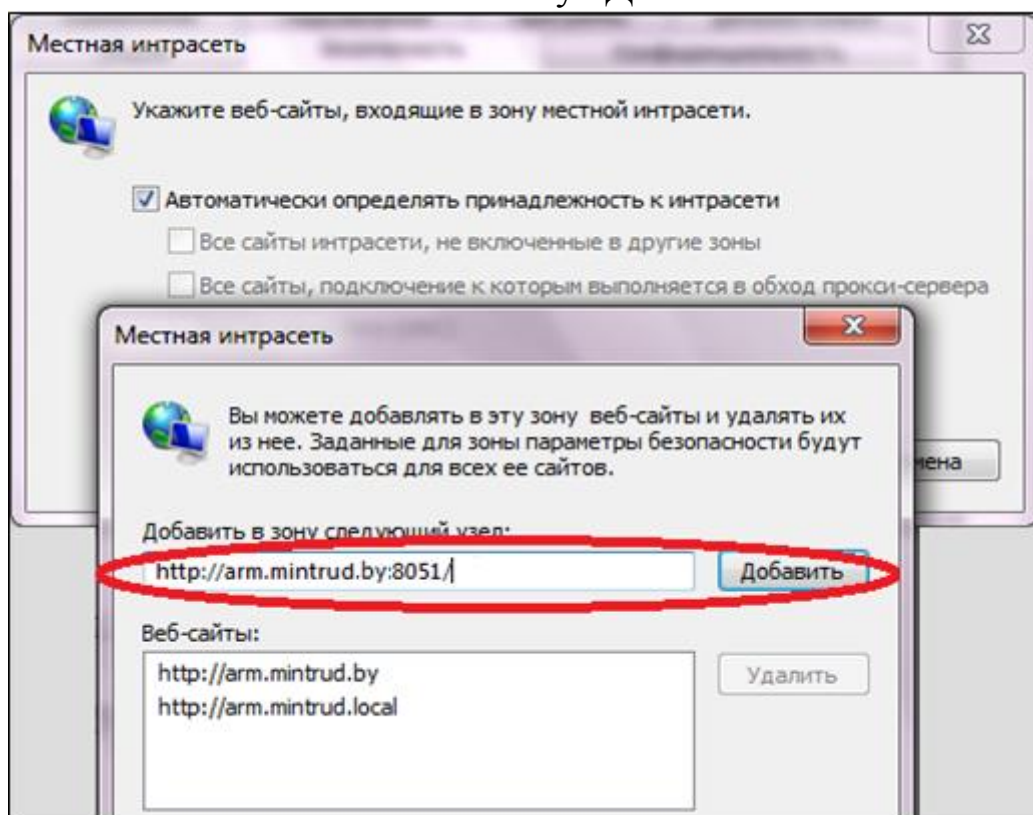 Местная интрасеть
Укажите веб-сайты, входящие в зону местной интрасети.
Автоматически определять принадлежность к интрасети
Все сайты интрасети, не включенные в другие зоны
Все сайты, подключение к которым выполняется в обход прокси-сервера
Местная интрасеть
Вы можете добавлять в эту зону веб-сайты и удалять их
из нее. Заданные для зоны параметры безопасности будут
использоваться для всех ее сайтов.
мена
Добавить в зону следующий узел:
http://arm.mintrud.by:8051/
Добавить
Веб-сайты:
http://arm.mintrud.by
Удалить
http://arm.mintrud.local